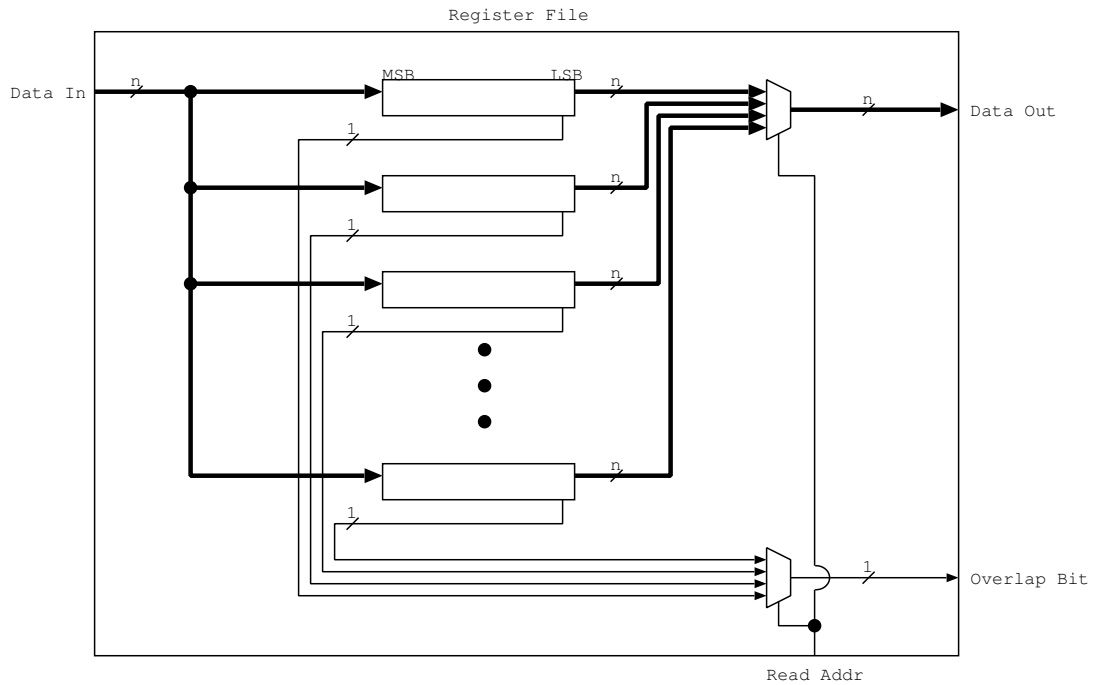 Register File
MSB LSB
Data In n n n Data Out
1
n
1
n
1
n
1
1 Overlap Bit
Read Addr